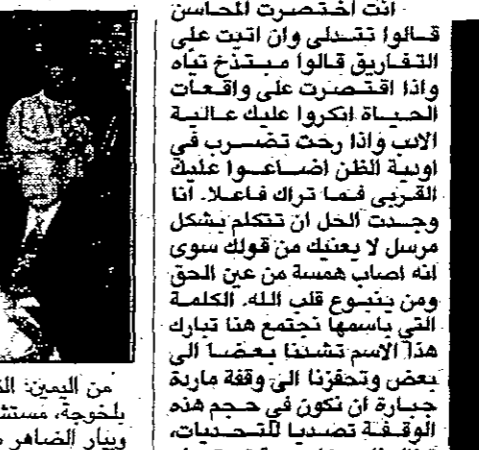 انت اختصرت المحاسن
قالوا تتدلى وان اتيت على
التفاريق قالوا مبتذخ تياه
واذا اقتصرت على واقعات
الحياة انكروا عليك عالية
الادب واذا رحت تضرب في
اودية الظن اضاعوا عليك
القربى فما تراك فاعلا. أنا
وجدت الحل ان تتكلم بشكل
مرسل لا يعنيك من قولك سوى
انه اصاب همسة من عين الحق
ومن ينبوع قلب الله. الكلمة
التي باسمها نجتمع هنا تبارك
هذا الاسم تشدنا بعضا الى
بعض وتحفزنا الى وقفة ماردة
جبارة ان نكون في حجم هذه
الوقفة تصديا للتحديات،
من اليمين:
بلخوجة، مستش
وبيار الضاهر